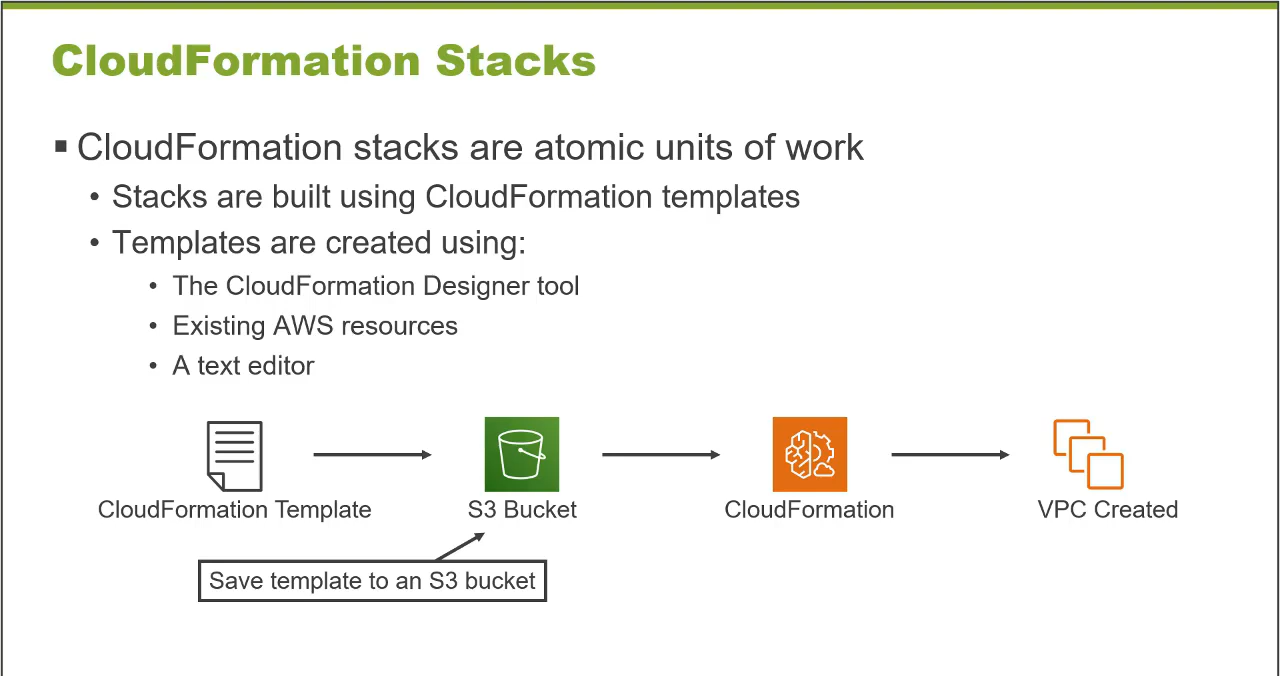 CloudFormation Stacks
▪ CloudFormation stacks are atomic units of work
• Stacks are built using CloudFormation templates
• Templates are created using:
• The CloudFormation Designer tool
• Existing AWS resources
• A text editor
CloudFormation Template
S3 Bucket
CloudFormation
VPC Created
Save template to an S3 bucket